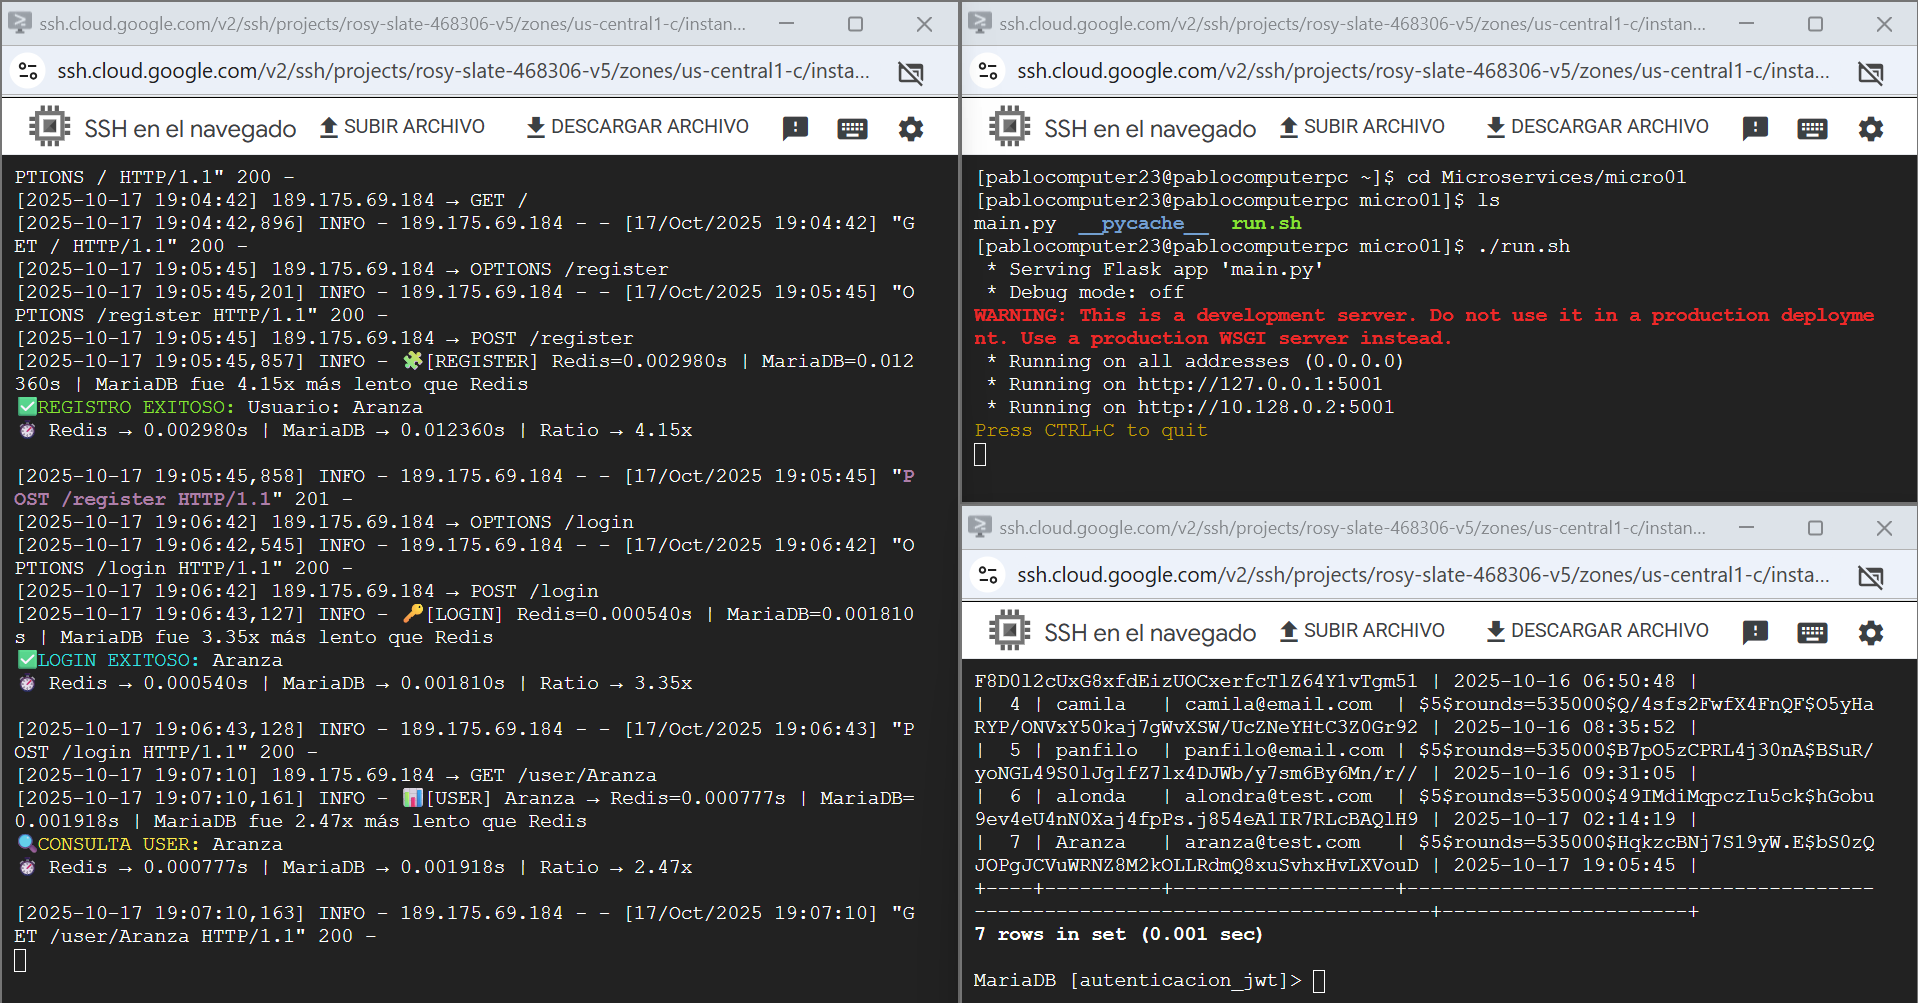 ssh.cloud.google.com/v2/ssh/projects/rosy-slate-468306-v5/zones/us-central1-c/instan...
ssh.cloud.google.com/v2/ssh/projects/rosy-slate-468306-v5/zones/us-central1-c/insta...
SSH en el navegado SUBIR ARCHIVO DESCARGAR ARCHIVO
PTIONS / HTTP/1.1" 200 -
[2025-10-17 19:04:42] 189.175.69.184 → GET /
[2025-10-17 19:04:42,896] INFO - 189.175.69.184 - - [17/Oct/2025 19:04:42] "G
ET / HTTP/1.1" 200 -
[2025-10-17 19:05:45] 189.175.69.184 → OPTIONS /register
[2025-10-17 19:05:45,201] INFO - 189.175.69.184 - - [17/Oct/2025 19:05:45] "O
PTIONS /register HTTP/1.1" 200 -
[2025-10-17 19:05:45] 189.175.69.184 → POST /register
[2025-10-17 19:05:45,857] INFO - 🧩[REGISTER] Redis=0.002980s | MariaDB=0.012
360s | MariaDB fue 4.15x más lento que Redis
✅REGISTRO EXITOSO: Usuario: Aranza
⏱ Redis → 0.002980s | MariaDB → 0.012360s | Ratio → 4.15x
[2025-10-17 19:05:45,858] INFO - 189.175.69.184 - - [17/Oct/2025 19:05:45] "P
OST /register HTTP/1.1" 201 -
[2025-10-17 19:06:42] 189.175.69.184 → OPTIONS /login
[2025-10-17 19:06:42,545] INFO - 189.175.69.184 - - [17/Oct/2025 19:06:42] "O
PTIONS /login HTTP/1.1" 200 -
[2025-10-17 19:06:42] 189.175.69.184 → POST /login
[2025-10-17 19:06:43,127] INFO - 🔑[LOGIN] Redis=0.000540s | MariaDB=0.001810
s | MariaDB fue 3.35x más lento que Redis
✅LOGIN EXITOSO: Aranza
⏱ Redis → 0.000540s | MariaDB → 0.001810s | Ratio → 3.35x
[2025-10-17 19:06:43,128] INFO - 189.175.69.184 - - [17/Oct/2025 19:06:43] "P
OST /login HTTP/1.1" 200 -
[2025-10-17 19:07:10] 189.175.69.184 → GET /user/Aranza
[2025-10-17 19:07:10,161] INFO - 📊[USER] Aranza → Redis=0.000777s | MariaDB=
0.001918s | MariaDB fue 2.47x más lento que Redis
🔍CONSULTA USER: Aranza
⏱ Redis → 0.000777s | MariaDB → 0.001918s | Ratio → 2.47x
[2025-10-17 19:07:10,163] INFO - 189.175.69.184 - - [17/Oct/2025 19:07:10] "G
ET /user/Aranza HTTP/1.1" 200 -
ssh.cloud.google.com/v2/ssh/projects/rosy-slate-468306-v5/zones/us-central1-c/instan...
ssh.cloud.google.com/v2/ssh/projects/rosy-slate-468306-v5/zones/us-central1-c/insta...
SSH en el navegado SUBIR ARCHIVO DESCARGAR ARCHIVO
[pablocomputer23@pablocomputerpc ~]$ cd Microservices/micro01
[pablocomputer23@pablocomputerpc micro01]$ ls
main.py __pycache__ run.sh
[pablocomputer23@pablocomputerpc micro01]$ ./run.sh
* Serving Flask app 'main.py'
* Debug mode: off
WARNING: This is a development server. Do not use it in a production deployme
nt. Use a production WSGI server instead.
* Running on all addresses (0.0.0.0)
* Running on http://127.0.0.1:5001
* Running on http://10.128.0.2:5001
Press CTRL+C to quit
ssh.cloud.google.com/v2/ssh/projects/rosy-slate-468306-v5/zones/us-central1-c/instan...
ssh.cloud.google.com/v2/ssh/projects/rosy-slate-468306-v5/zones/us-central1-c/insta...
SSH en el navegado SUBIR ARCHIVO DESCARGAR ARCHIVO
F8D0l2cUxG8xfdEizUOCxerfcTlZ64Y1vTgm51 | 2025-10-16 06:50:48 |
| 4 | camila | camila@email.com | $5$rounds=535000$Q/4sfs2FwfX4FnQF$O5yHa
RYP/ONVxY50kaj7gWvXSW/UcZNeYHtC3Z0Gr92 | 2025-10-16 08:35:52 |
| 5 | panfilo | panfilo@email.com | $5$rounds=535000$B7pO5zCPRL4j30nA$BSuR/
yoNGL49S0lJglfZ7lx4DJWb/y7sm6By6Mn/r// | 2025-10-16 09:31:05 |
| 6 | alonda | alondra@test.com | $5$rounds=535000$49IMdiMqpczIu5ck$hGobu
9ev4eU4nN0Xaj4fpPs.j854eA1IR7RLcBAQlH9 | 2025-10-17 02:14:19 |
| 7 | Aranza | aranza@test.com | $5$rounds=535000$HqkzcBNj7S19yW.E$bS0zQ
JOPgJCVuWRNZ8M2kOLLRdmQ8xuSvhxHvLXVouD | 2025-10-17 19:05:45 |
+----+----------+-------------------+----------------------------------------
---------------------------------------+---------------------+
7 rows in set (0.001 sec)
MariaDB [autenticacion_jwt]>